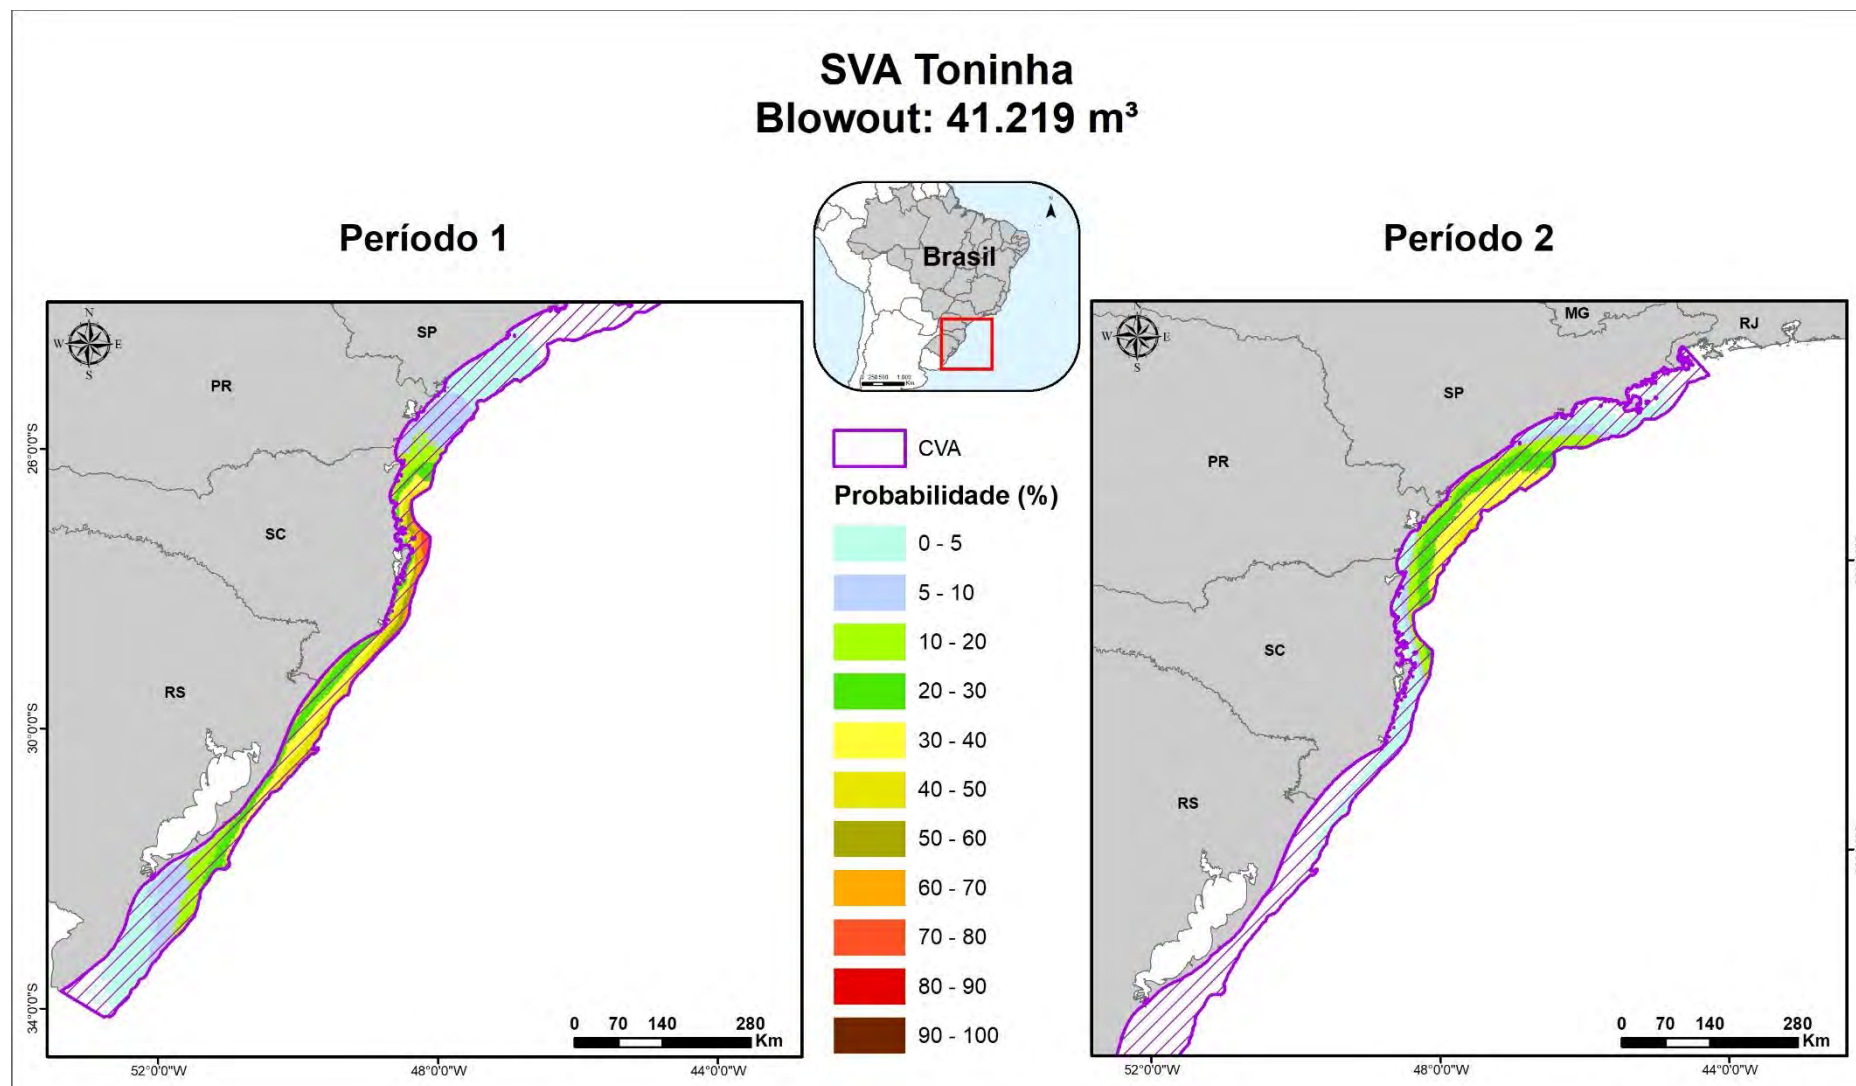 SVA Toninha
Blowout: 41.219 m³
Período 1
N
W
E
S
SP
PR
SC
RS
26°0'0"S
30°0'0"S
34°0'0"S
0 70 140 280
Km
52°0'0"W
48°0'0"W
44°0'0"W
Brasil
Km
CVA
Probabilidade (%)
0 - 5
5 - 10
10 - 20
20 - 30
30 - 40
40 - 50
50 - 60
60 - 70
70 - 80
80 - 90
90 - 100
Período 2
N
W
E
S
MG
RJ
SP
PR
SC
RS
0 70 140 280
Km
52°0'0"W
48°0'0"W
44°0'0"W